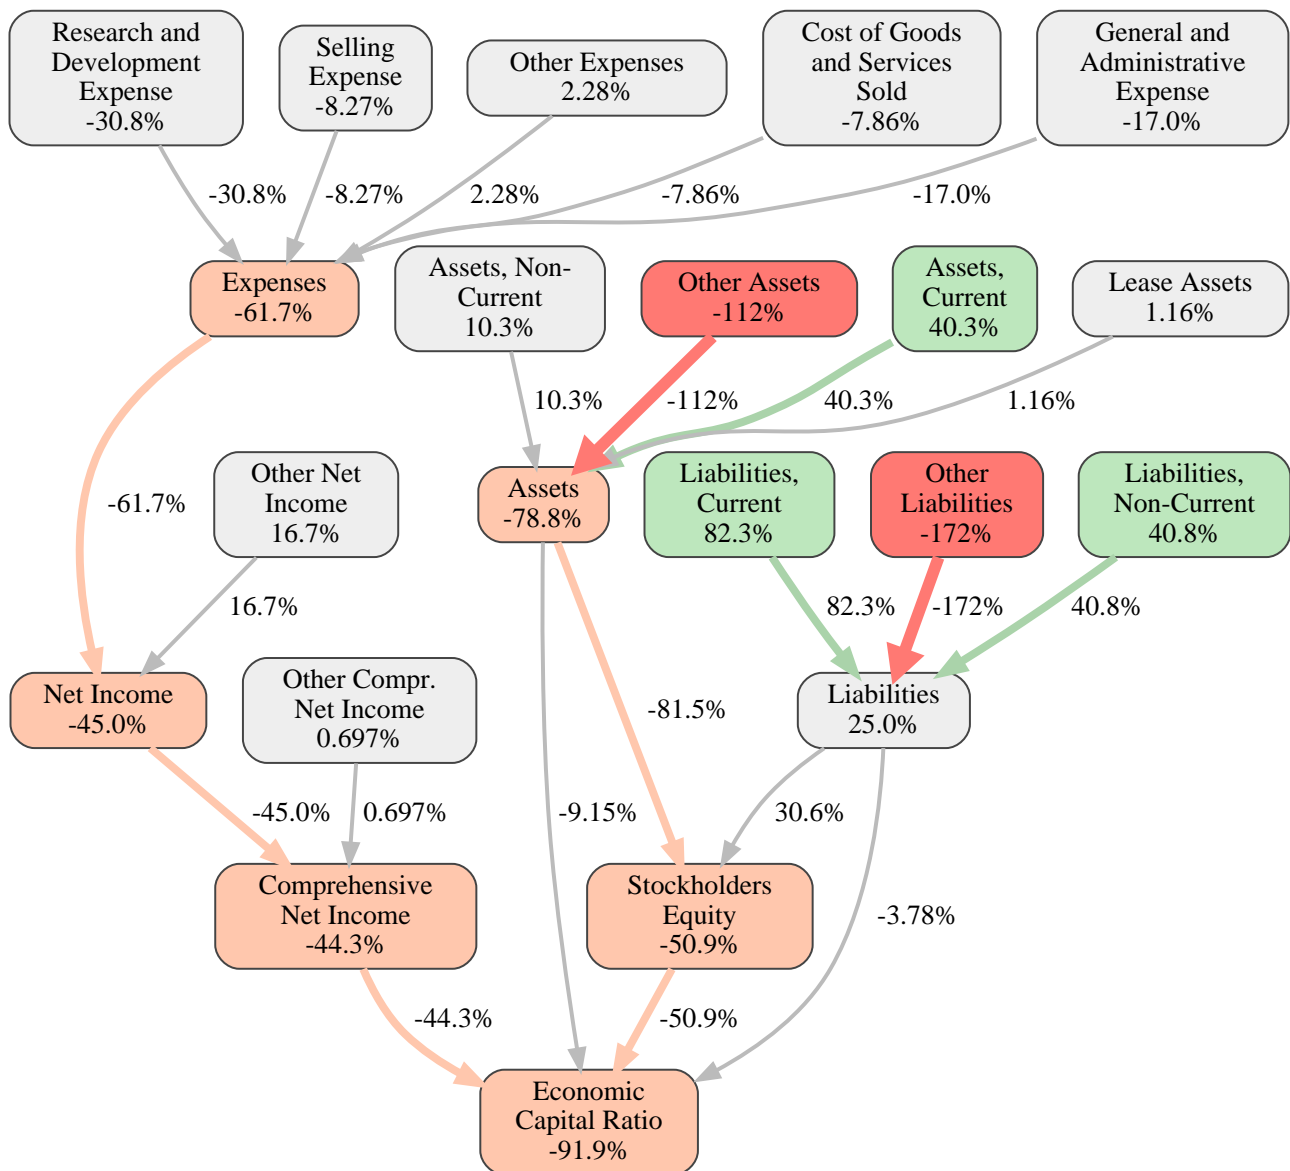 Research and
Development
Expense
-30.8%
Selling
Expense
-8.27%
Other Expenses
2.28%
Cost of Goods
and Services
Sold
-7.86%
General and
Administrative
Expense
-17.0%
-30.8%
-8.27%
2.28%
-7.86%
-17.0%
Expenses
-61.7%
Assets, Non-
Current
10.3%
Other Assets
-112%
Assets,
Current
40.3%
Lease Assets
1.16%
10.3%
-112%
40.3%
1.16%
-61.7%
Other Net
Income
16.7%
Assets
-78.8%
Liabilities,
Current
82.3%
Other
Liabilities
-172%
Liabilities,
Non-Current
40.8%
16.7%
82.3%
-172%
40.8%
Net Income
-45.0%
Other Compr.
Net Income
0.697%
-81.5%
Liabilities
25.0%
-45.0%
0.697%
-9.15%
30.6%
Comprehensive
Net Income
-44.3%
Stockholders
Equity
-50.9%
-3.78%
-44.3%
-50.9%
Economic
Capital Ratio
-91.9%